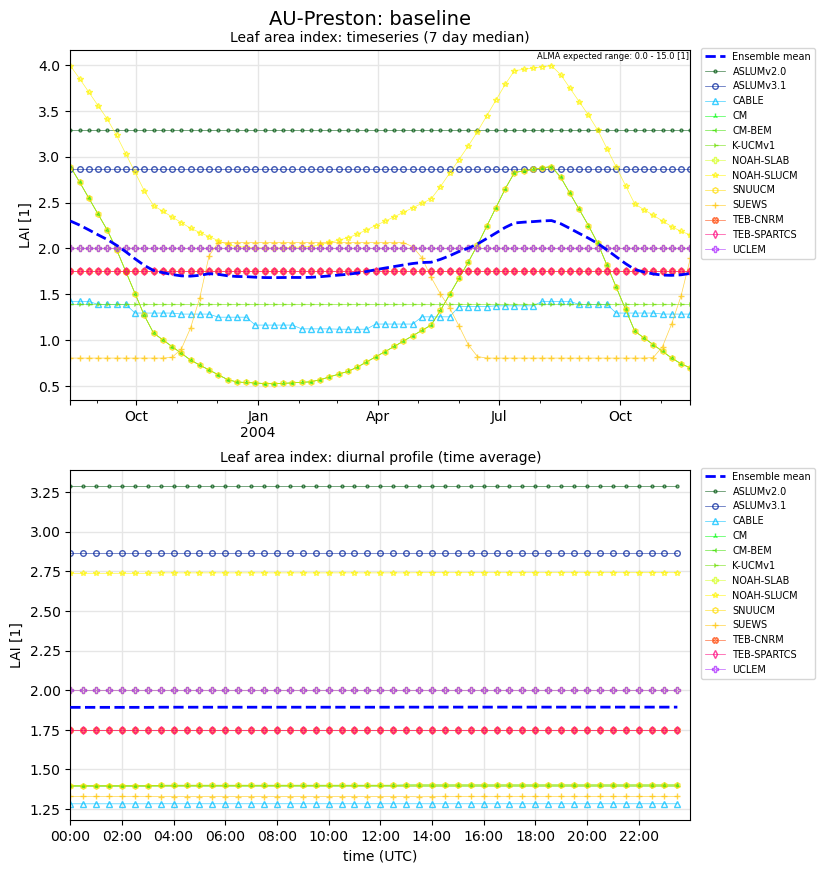 AU-Preston: baseline
Leaf area index: timeseries (7 day median)
ALMA expected range: 0.0 - 15.0 [1]
4.0
3.5
3.0
2.5
2.0
1.5
1.0
0.5
LAI [1]
Oct
Jan
2004
Apr
Jul
Oct
Ensemble mean
ASLUMv2.0
ASLUMv3.1
CABLE
CM
CM-BEM
K-UCMv1
NOAH-SLAB
NOAH-SLUCM
SNUUCM
SUEWS
TEB-CNRM
TEB-SPARTCS
UCLEM
Leaf area index: diurnal profile (time average)
3.25
3.00
2.75
2.50
2.25
2.00
1.75
1.50
1.25
LAI [1]
00:00
02:00
04:00
06:00
08:00
10:00
12:00
14:00
16:00
18:00
20:00
22:00
time (UTC)
Ensemble mean
ASLUMv2.0
ASLUMv3.1
CABLE
CM
CM-BEM
K-UCMv1
NOAH-SLAB
NOAH-SLUCM
SNUUCM
SUEWS
TEB-CNRM
TEB-SPARTCS
UCLEM